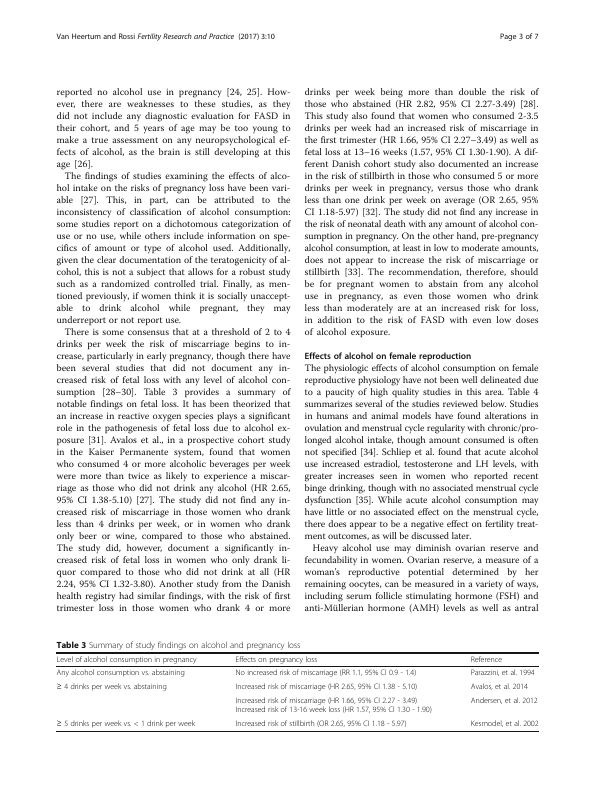 Van Heertum and Rossi Fertility Research and Practice (2017) 3:10
Page 3 of 7
reported no alcohol use in pregnancy [24, 25]. How-
ever, there are weaknesses to these studies, as they
did not include any diagnostic evaluation for FASD in
their cohort, and 5 years of age may be too young to
make a true assessment on any neuropsychological ef-
fects of alcohol, as the brain is still developing at this
age [26].
The findings of studies examining the effects of alco-
hol intake on the risks of pregnancy loss have been vari-
able [27]. This, in part, can be attributed to the
inconsistency of classification of alcohol consumption:
some studies report on a dichotomous categorization of
use or no use, while others include information on spe-
cifics of amount or type of alcohol used. Additionally,
given the clear documentation of the teratogenicity of al-
cohol, this is not a subject that allows for a robust study
such as a randomized controlled trial. Finally, as men-
tioned previously, if women think it is socially unaccept-
able to drink alcohol while pregnant, they may
underreport or not report use.
There is some consensus that at a threshold of 2 to 4
drinks per week the risk of miscarriage begins to in-
crease, particularly in early pregnancy, though there have
been several studies that did not document any in-
creased risk of fetal loss with any level of alcohol con-
sumption [28–30]. Table 3 provides a summary of
notable findings on fetal loss. It has been theorized that
an increase in reactive oxygen species plays a significant
role in the pathogenesis of fetal loss due to alcohol ex-
posure [31]. Avalos et al., in a prospective cohort study
in the Kaiser Permanente system, found that women
who consumed 4 or more alcoholic beverages per week
were more than twice as likely to experience a miscar-
riage as those who did not drink any alcohol (HR 2.65,
95% CI 1.38-5.10) [27]. The study did not find any in-
creased risk of miscarriage in those women who drank
less than 4 drinks per week, or in women who drank
only beer or wine, compared to those who abstained.
The study did, however, document a significantly in-
creased risk of fetal loss in women who only drank li-
quor compared to those who did not drink at all (HR
2.24, 95% CI 1.32-3.80). Another study from the Danish
health registry had similar findings, with the risk of first
trimester loss in those women who drank 4 or more
drinks per week being more than double the risk of
those who abstained (HR 2.82, 95% CI 2.27-3.49) [28].
This study also found that women who consumed 2-3.5
drinks per week had an increased risk of miscarriage in
the first trimester (HR 1.66, 95% CI 2.27–3.49) as well as
fetal loss at 13–16 weeks (1.57, 95% CI 1.30-1.90). A dif-
ferent Danish cohort study also documented an increase
in the risk of stillbirth in those who consumed 5 or more
drinks per week in pregnancy, versus those who drank
less than one drink per week on average (OR 2.65, 95%
CI 1.18-5.97) [32]. The study did not find any increase in
the risk of neonatal death with any amount of alcohol con-
sumption in pregnancy. On the other hand, pre-pregnancy
alcohol consumption, at least in low to moderate amounts,
does not appear to increase the risk of miscarriage or
stillbirth [33]. The recommendation, therefore, should
be for pregnant women to abstain from any alcohol
use in pregnancy, as even those women who drink
less than moderately are at an increased risk for loss,
in addition to the risk of FASD with even low doses
of alcohol exposure.
Effects of alcohol on female reproduction
The physiologic effects of alcohol consumption on female
reproductive physiology have not been well delineated due
to a paucity of high quality studies in this area. Table 4
summarizes several of the studies reviewed below. Studies
in humans and animal models have found alterations in
ovulation and menstrual cycle regularity with chronic/pro-
longed alcohol intake, though amount consumed is often
not specified [34]. Schliep et al. found that acute alcohol
use increased estradiol, testosterone and LH levels, with
greater increases seen in women who reported recent
binge drinking, though with no associated menstrual cycle
dysfunction [35]. While acute alcohol consumption may
have little or no associated effect on the menstrual cycle,
there does appear to be a negative effect on fertility treat-
ment outcomes, as will be discussed later.
Heavy alcohol use may diminish ovarian reserve and
fecundability in women. Ovarian reserve, a measure of a
woman's reproductive potential determined by her
remaining oocytes, can be measured in a variety of ways,
including serum follicle stimulating hormone (FSH) and
anti-Müllerian hormone (AMH) levels as well as antral
Table 3 Summary of study findings on alcohol and pregnancy loss
Level of alcohol consumption in pregnancy Effects on pregnancy loss Reference
Any alcohol consumption vs. abstaining No increased risk of miscarriage (RR 1.1, 95% CI 0.9 - 1.4) Parazzini, et al. 1994
≥ 4 drinks per week vs. abstaining Increased risk of miscarriage (HR 2.65, 95% CI 1.38 - 5.10) Avalos, et al. 2014
Increased risk of miscarriage (HR 1.66, 95% CI 2.27 - 3.49) Andersen, et al. 2012
Increased risk of 13-16 week loss (HR 1.57, 95% CI 1.30 - 1.90)
≥ 5 drinks per week vs. < 1 drink per week Increased risk of stillbirth (OR 2.65, 95% CI 1.18 - 5.97) Kesmodel, et al. 2002